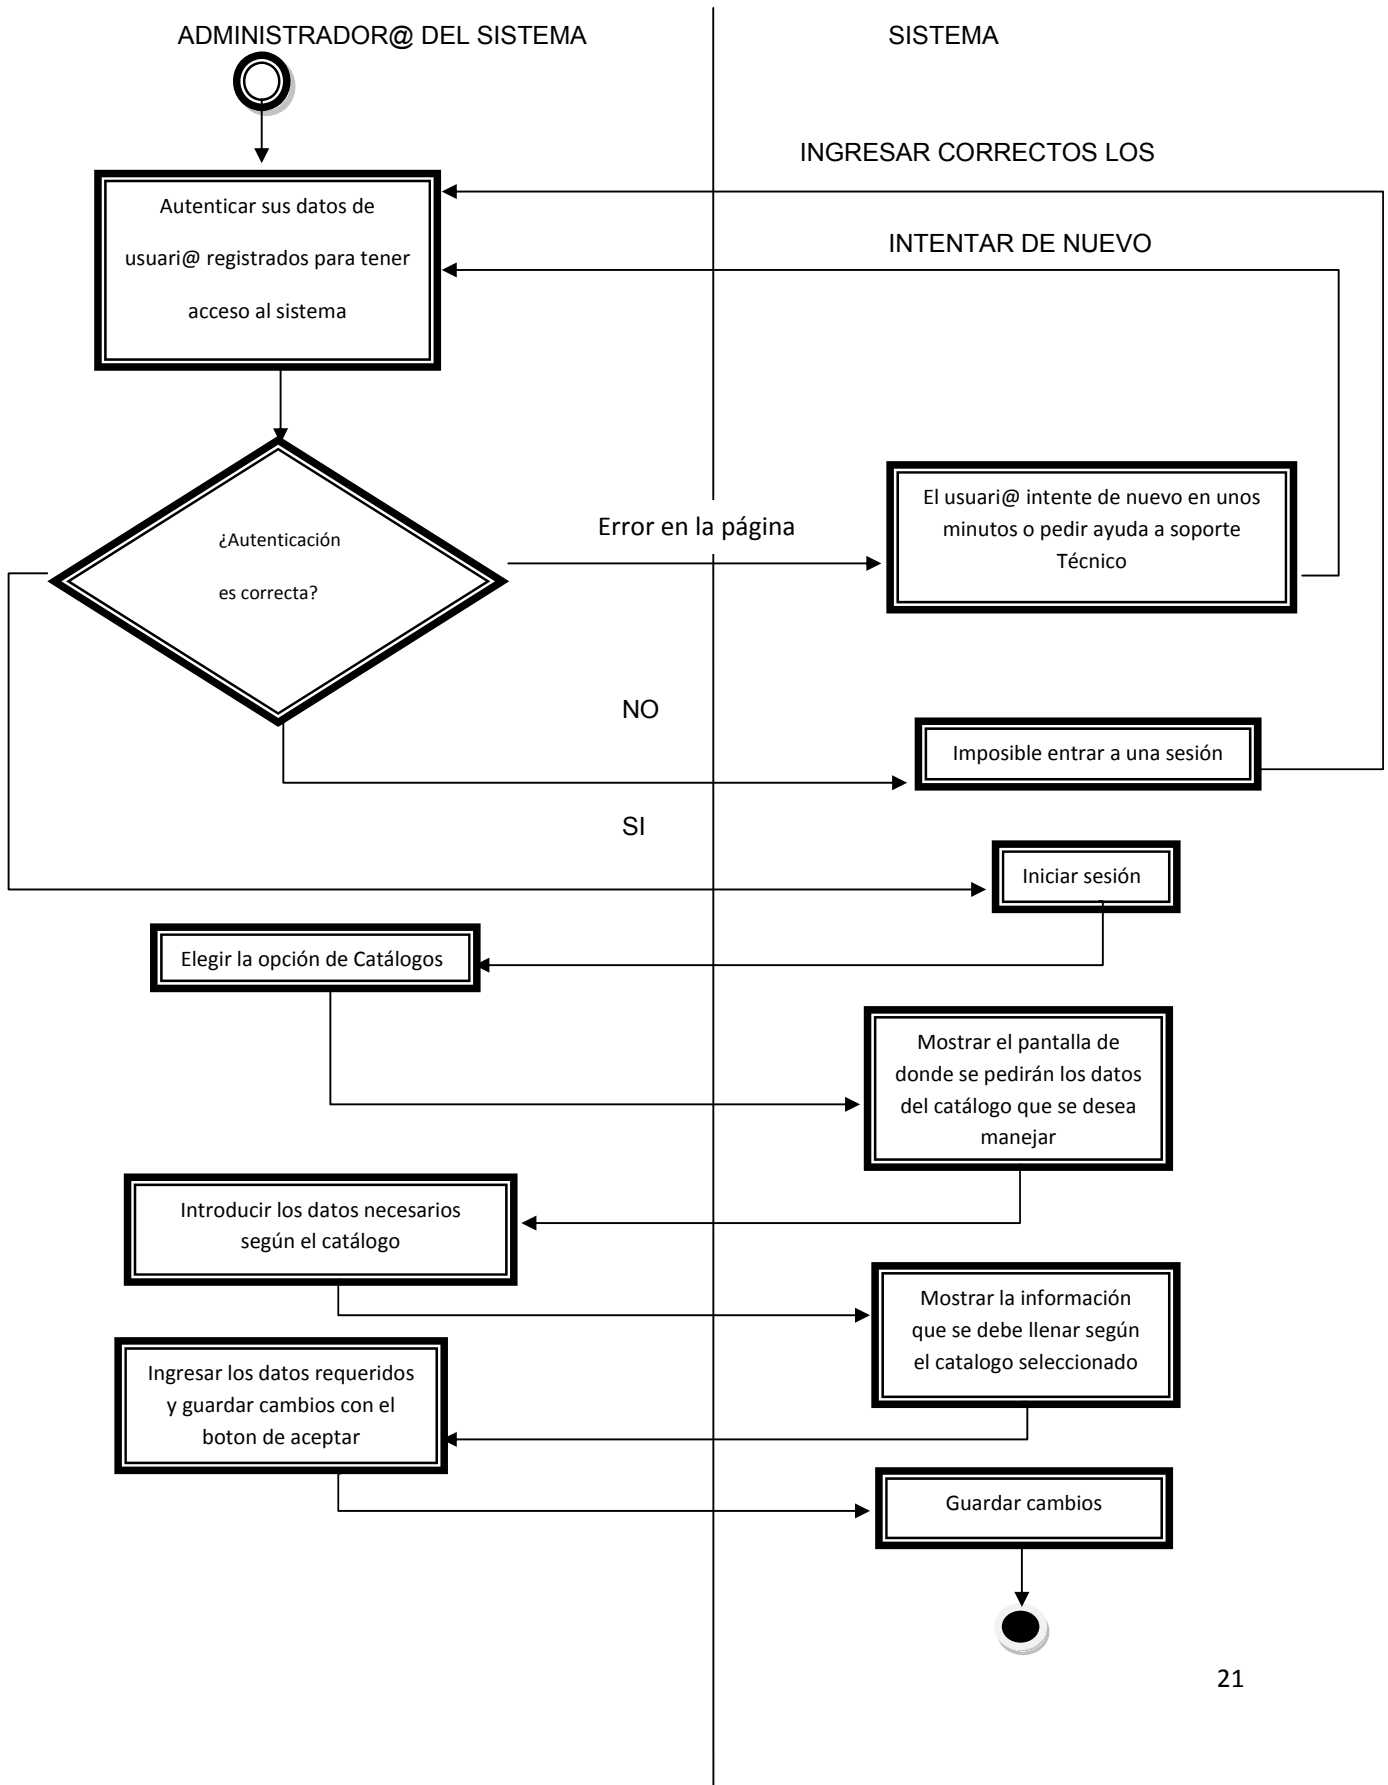 ADMINISTRADOR@ DEL SISTEMA
SISTEMA
INGRESAR CORRECTOS LOS
Autenticar sus datos de
usuari@ registrados para tener
acceso al sistema
INTENTAR DE NUEVO
El usuari@ intente de nuevo en unos
minutos o pedir ayuda a soporte
Técnico
Error en la página
¿Autenticación
es correcta?
NO
Imposible entrar a una sesión
SI
Iniciar sesión
Elegir la opción de Catálogos
Mostrar el pantalla de
donde se pedirán los datos
del catálogo que se desea
manejar
Introducir los datos necesarios
según el catálogo
Mostrar la información
que se debe llenar según
el catalogo seleccionado
Ingresar los datos requeridos
y guardar cambios con el
boton de aceptar
Guardar cambios
21